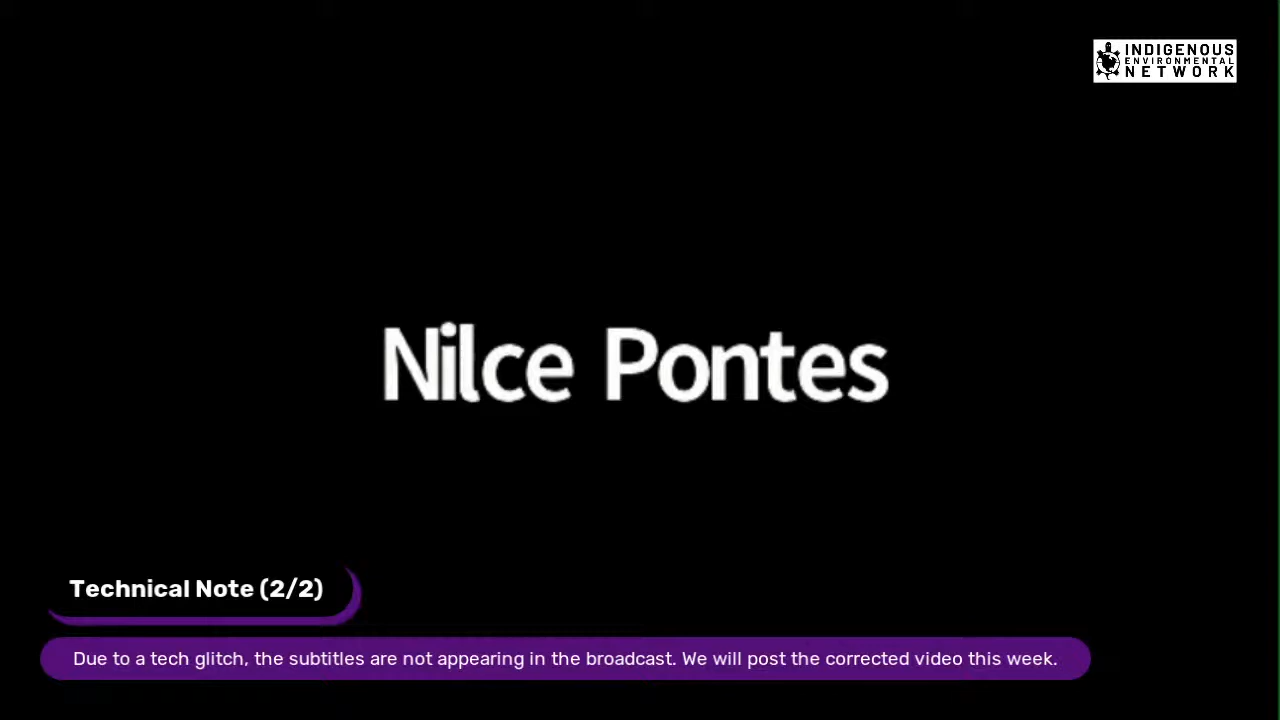 INDIGENOUS
ENVIRONMENTAL
NETWORK
Nilce Pontes
Technical Note (2/2)
Due to a tech glitch, the subtitles are not appearing in the broadcast. We will post the corrected video this week.